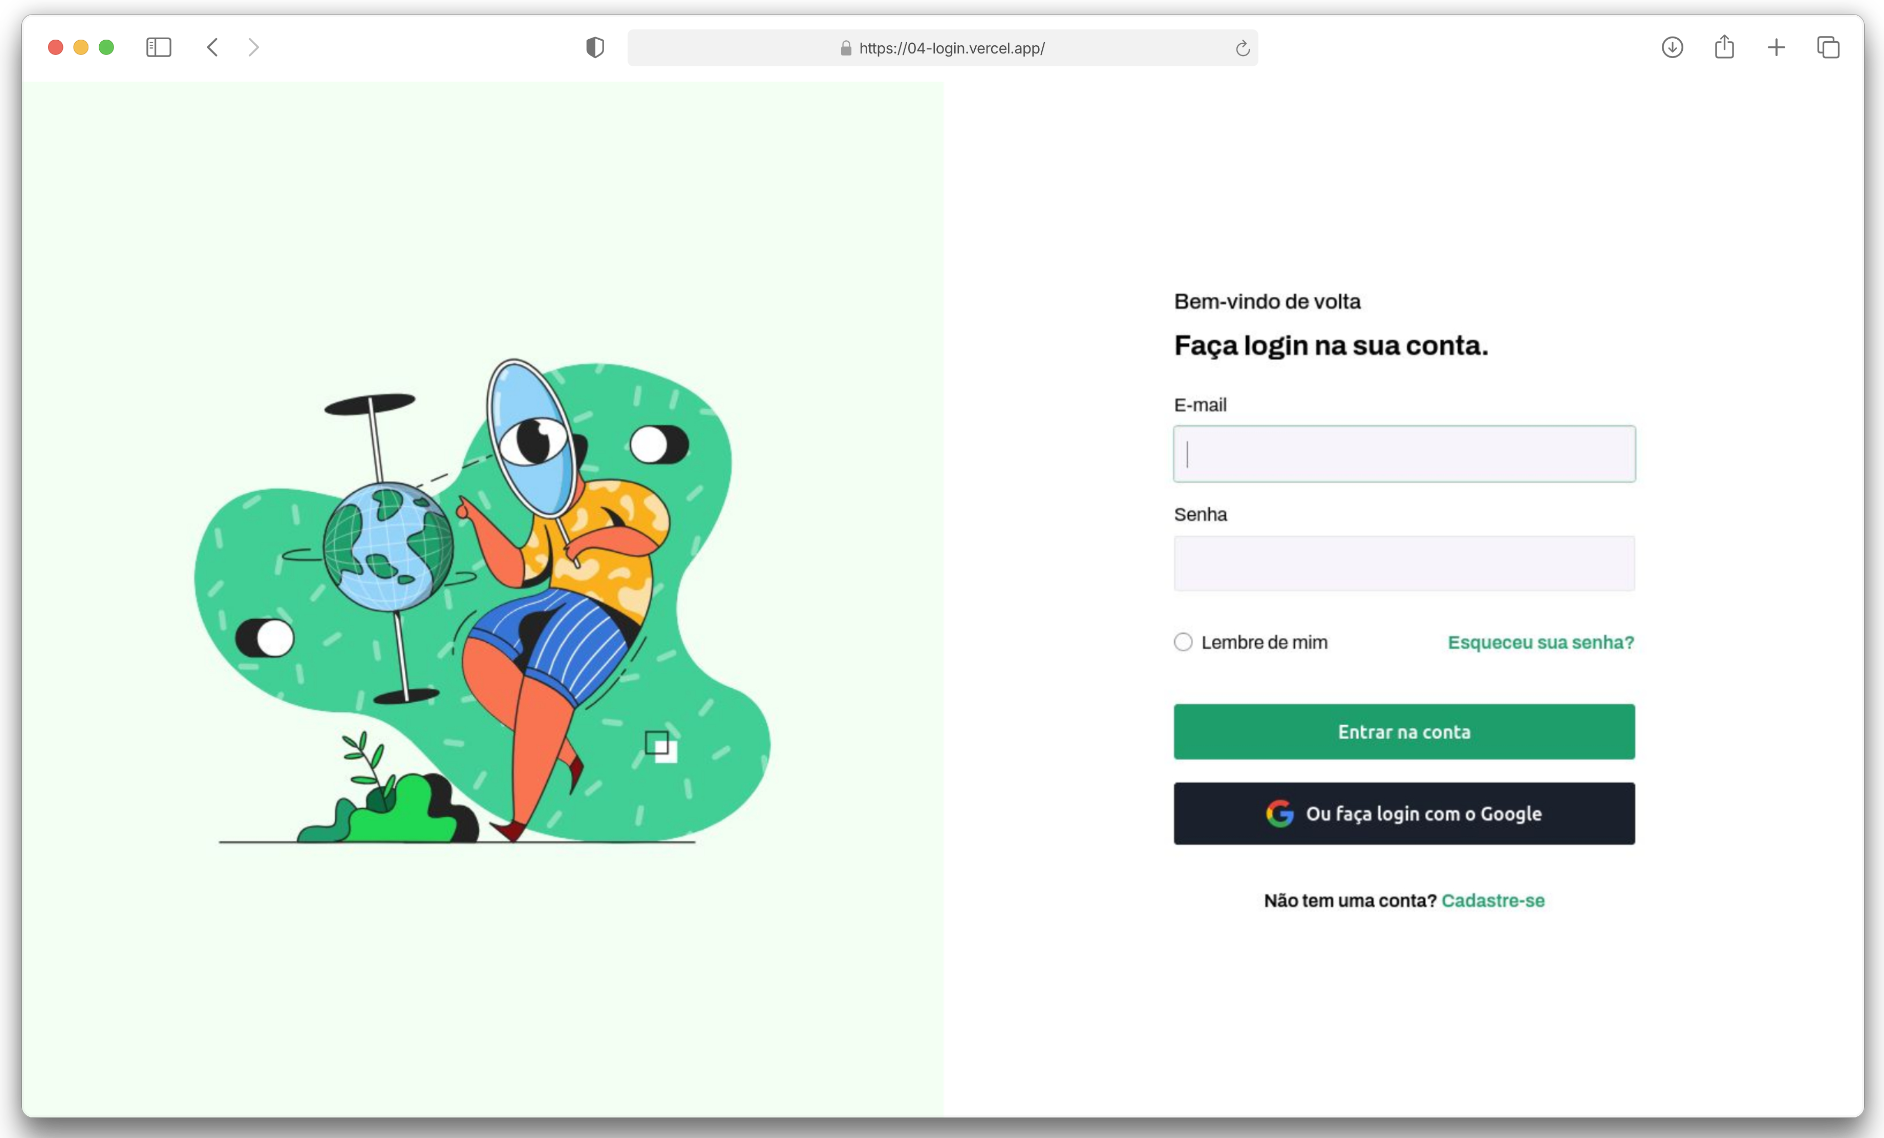 https://04-login.vercel.app/
Bem-vindo de volta
Faça login na sua conta.
E-mail
Senha
Lembre de mim
Esqueceu sua senha?
Entrar na conta
Ou faça login com o Google
Não tem uma conta? Cadastre-se